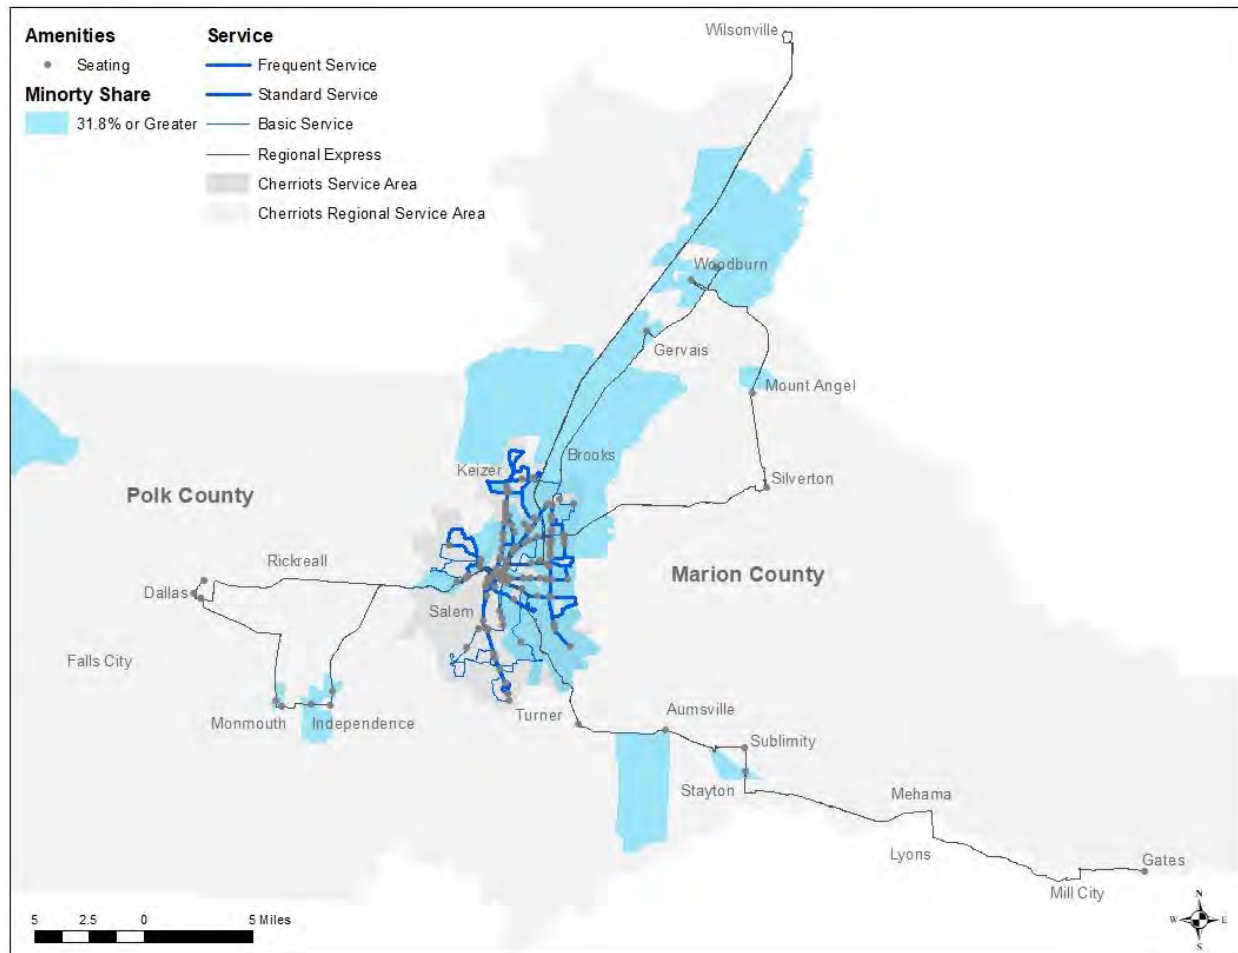 Amenities
Seating
Minorty Share
31.8% or Greater
Service
Frequent Service
Standard Service
Basic Service
Regional Express
Cherriots Service Area
Cherriots Regional Service Area
Wilsonville
Woodburn
Gervais
Mount Angel
Brooks
Keizer
Silverton
Polk County
Marion County
Rickreall
Dallas
Salem
Falls City
Monmouth
Independence
Turner
Aumsville
Sublimity
Stayton
Mehama
Lyons
Gates
Mill City
5 2.5 0 5 Miles
N
W E
S